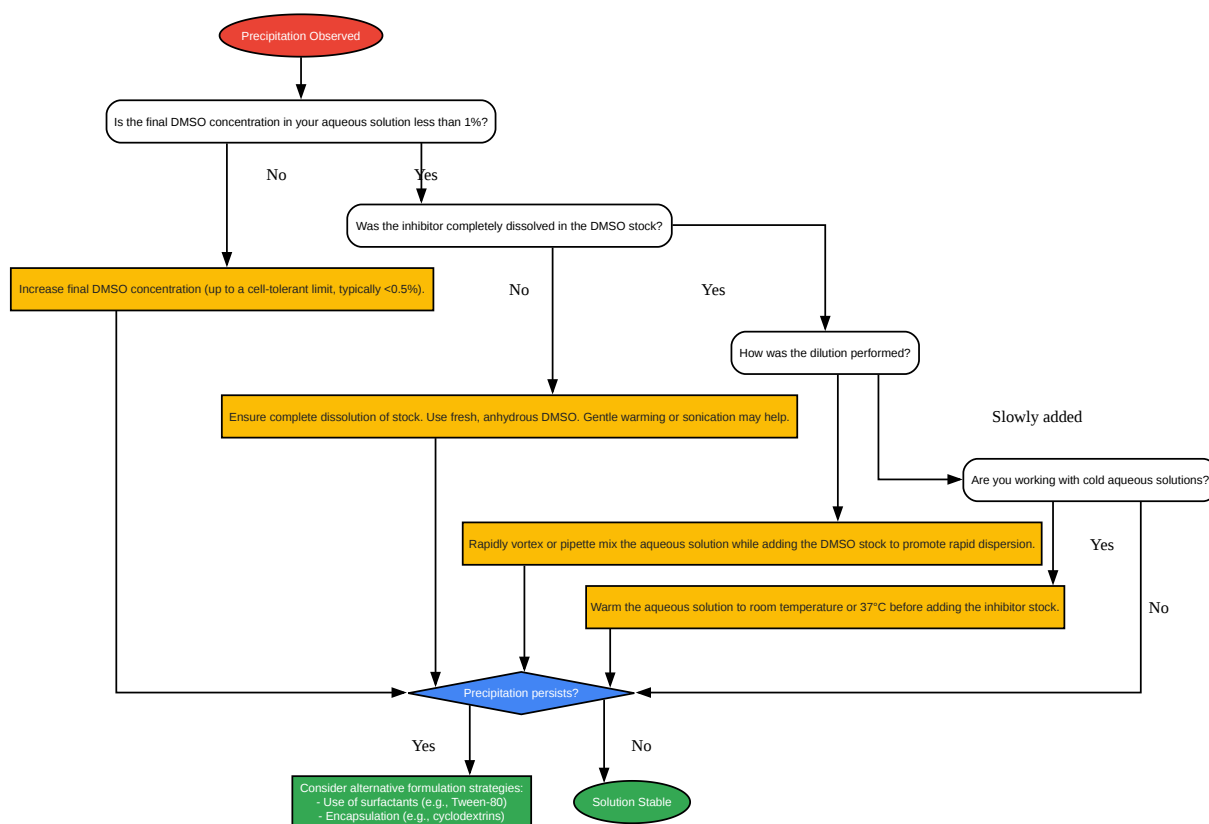 Precipitation Observed
Is the final DMSO concentration in your aqueous solution less than 1%?
No
Yes
Was the inhibitor completely dissolved in the DMSO stock?
Increase final DMSO concentration (up to a cell-tolerant limit, typically <0.5%).
No
Yes
How was the dilution performed?
Ensure complete dissolution of stock. Use fresh, anhydrous DMSO. Gentle warming or sonication may help.
Slowly added
Are you working with cold aqueous solutions?
Rapidly vortex or pipette mix the aqueous solution while adding the DMSO stock to promote rapid dispersion.
Yes
Warm the aqueous solution to room temperature or 37°C before adding the inhibitor stock.
No
Precipitation persists?
Yes
No
Consider alternative formulation strategies:
- Use of surfactants (e.g., Tween-80)
- Encapsulation (e.g., cyclodextrins)
Solution Stable